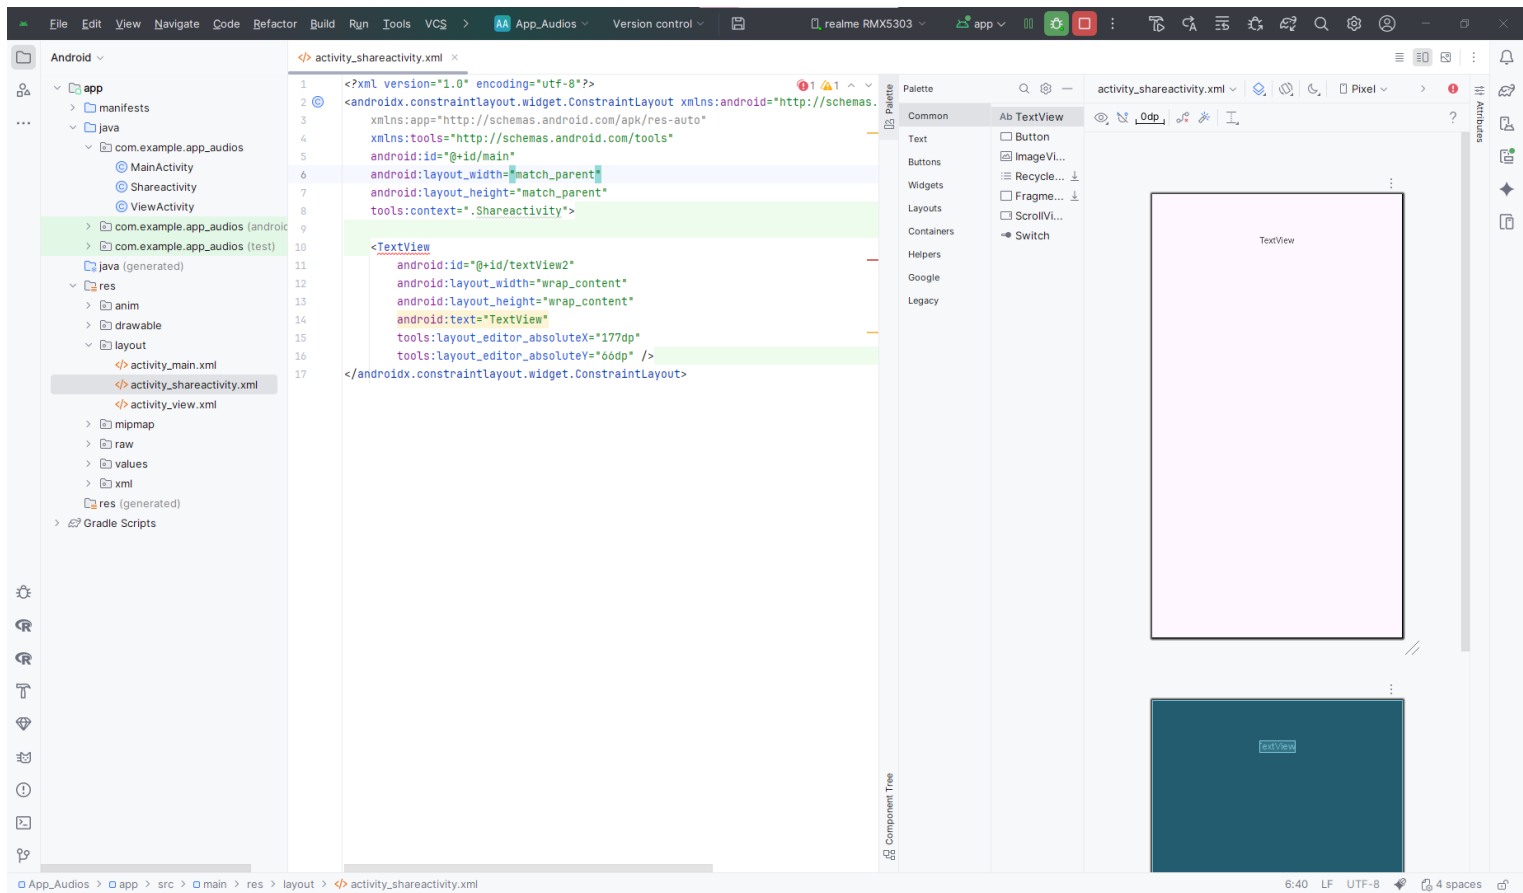 File Edit View Navigate Code Refactor Build Run Tools VCS AA App_Audios Version control realme RMX5303 app
Android
activity_shareactivity.xml
app
manifests
java
com.example.app_audios
MainActivity
Shareactivity
ViewActivity
com.example.app_audios (androic
com.example.app_audios (test)
java (generated)
res
anim
drawable
layout
activity_main.xml
activity_shareactivity.xml
activity_view.xml
mipmap
raw
values
xml
res (generated)
Gradle Scripts
1 <?xml version="1.0" encoding="utf-8"?>
2 <androidx.constraintlayout.widget.ConstraintLayout xmlns:android="http://schemas.
3 xmlns:app="http://schemas.android.com/apk/res-auto"
4 xmlns:tools="http://schemas.android.com/tools"
5 android:id="@+id/main"
6 android:layout_width="match_parent"
7 android:layout_height="match_parent"
8 tools:context=".Shareactivity">
9
10 <TextView
11 android:id="@+id/textView2"
12 android:layout_width="wrap_content"
13 android:layout_height="wrap_content"
14 android:text="TextView"
15 tools:layout_editor_absoluteX="177dp"
16 tools:layout_editor_absoluteY="66dp" />
17 </androidx.constraintlayout.widget.ConstraintLayout>
1 1
Palette
Component Tree
Palette
Common
Text
Buttons
Widgets
Layouts
Containers
Helpers
Google
Legacy
Ab TextView
Button
ImageVi...
Recycle...
Fragme...
ScrollVi...
Switch
activity_shareactivity.xml Pixel
0dp ?
Attributes
TextView
TextView
App_Audios > app > src > main > res > layout > activity_shareactivity.xml
6:40 LF UTF-8 4 spaces